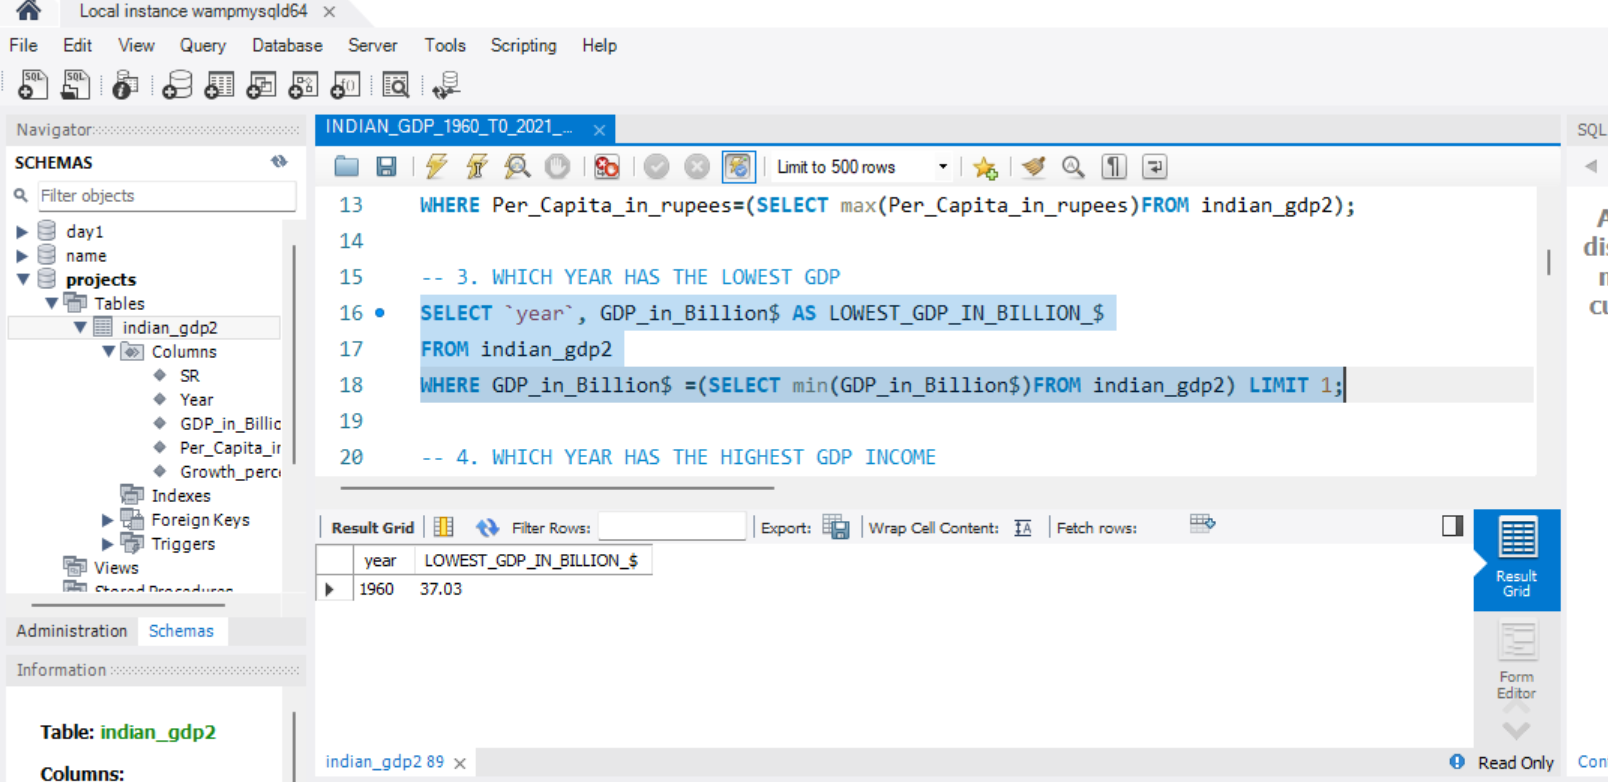 Local instance wampmysqld64 ×
File Edit View Query Database Server Tools Scripting Help
Navigator
SCHEMAS
Filter objects
day1
name
projects
Tables
indian_gdp2
Columns
SR
Year
GDP_in_Billic
Per_Capita_ir
Growth_perc
Indexes
Foreign Keys
Triggers
Views
Stored Procedures
Administration Schemas
Information
Table: indian_gdp2
Columns:
INDIAN_GDP_1960_T0_2021_... ×
Limit to 500 rows
13 WHERE Per_Capita_in_rupees=(SELECT max(Per_Capita_in_rupees)FROM indian_gdp2);
14
15 -- 3. WHICH YEAR HAS THE LOWEST GDP
16 SELECT `year`, GDP_in_Billion$ AS LOWEST_GDP_IN_BILLION_$
17 FROM indian_gdp2
18 WHERE GDP_in_Billion$ =(SELECT min(GDP_in_Billion$)FROM indian_gdp2) LIMIT 1;
19
20 -- 4. WHICH YEAR HAS THE HIGHEST GDP INCOME
Result Grid Filter Rows: Export: Wrap Cell Content: Fetch rows:
year LOWEST_GDP_IN_BILLION_$
1960 37.03
Result
Grid
Form
Editor
indian_gdp2 89 ×
Read Only
SQL
Con